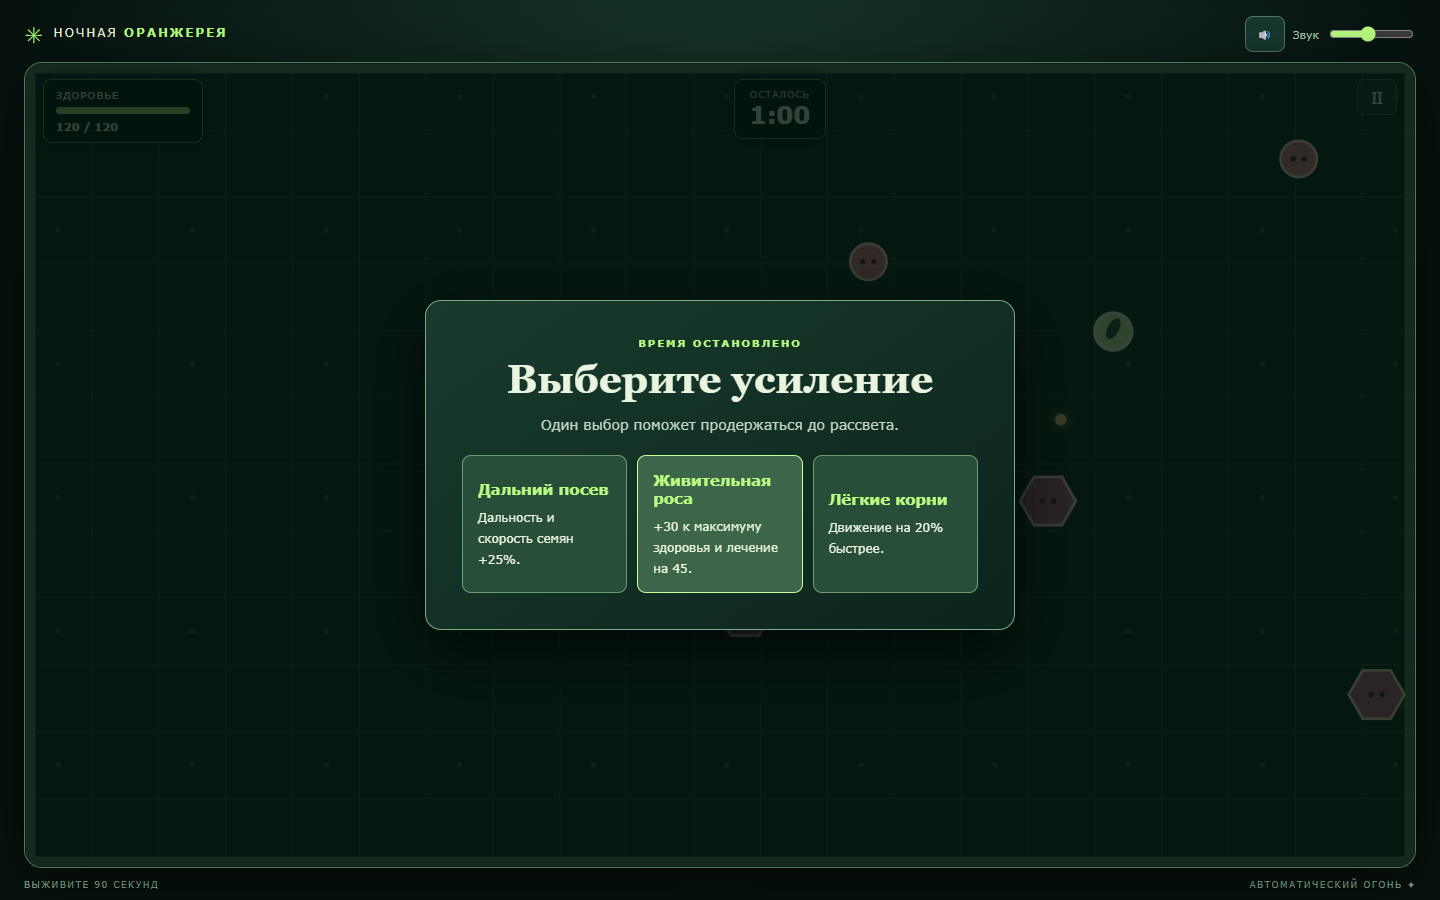 НОЧНАЯ ОРАНЖЕРЕЯ
Звук
ЗДОРОВЬЕ
120 / 120
ОСТАЛОСЬ
1:00
II
ВРЕМЯ ОСТАНОВЛЕНО
Выберите усиление
Один выбор поможет продержаться до рассвета.
Дальний посев
Дальность и
скорость семян
+25%.
Живительная
роса
+30 к максимуму
здоровья и лечение
на 45.
Лёгкие корни
Движение на 20%
быстрее.
ВЫЖИВИТЕ 90 СЕКУНД
АВТОМАТИЧЕСКИЙ ОГОНЬ ✦